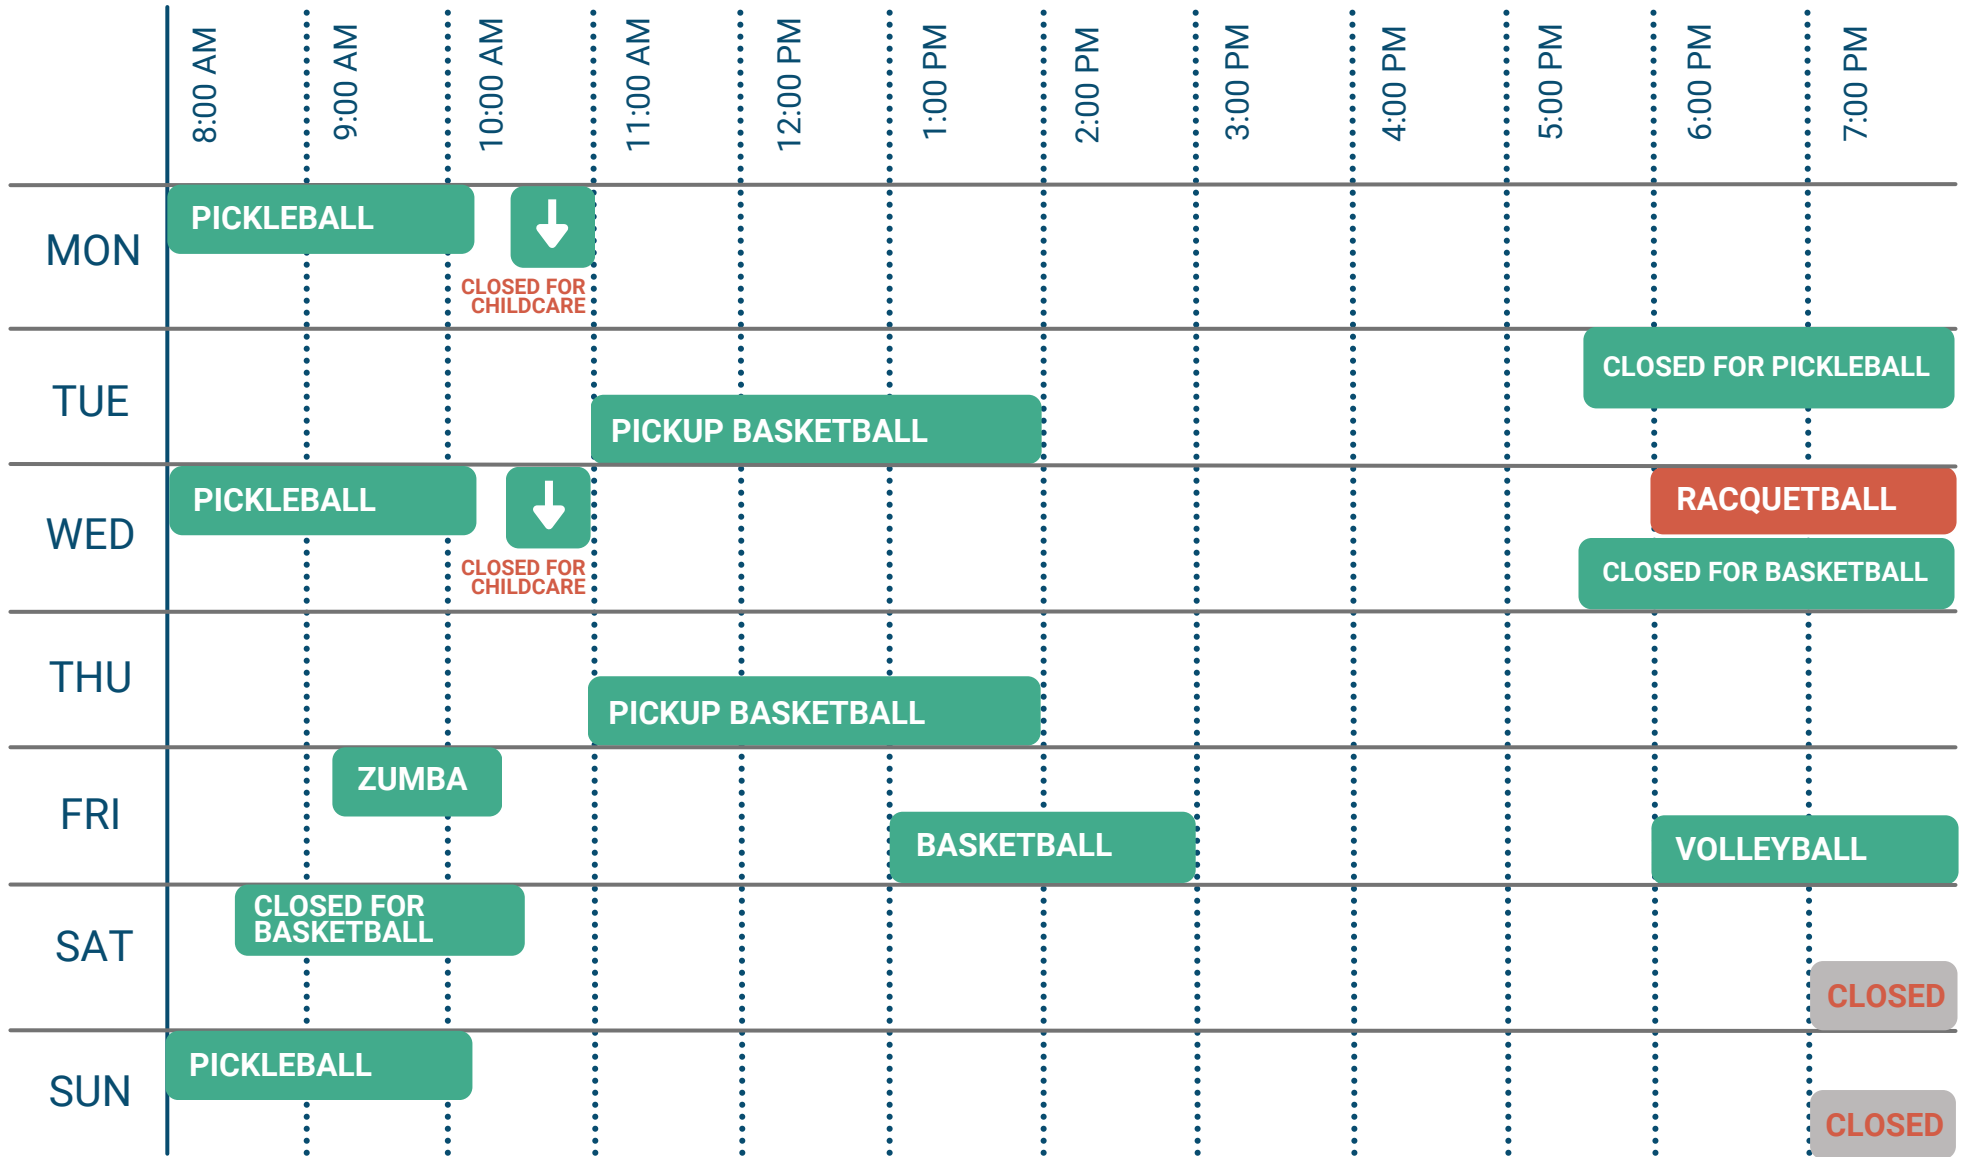 8:00 AM
9:00 AM
10:00 AM
11:00 AM
12:00 PM
1:00 PM
2:00 PM
3:00 PM
4:00 PM
5:00 PM
6:00 PM
7:00 PM
MON
PICKLEBALL
CLOSED FOR
CHILDCARE
TUE
CLOSED FOR PICKLEBALL
PICKUP BASKETBALL
WED
PICKLEBALL
CLOSED FOR
CHILDCARE
RACQUETBALL
CLOSED FOR BASKETBALL
THU
PICKUP BASKETBALL
FRI
ZUMBA
BASKETBALL
VOLLEYBALL
SAT
CLOSED FOR
BASKETBALL
CLOSED
SUN
PICKLEBALL
CLOSED